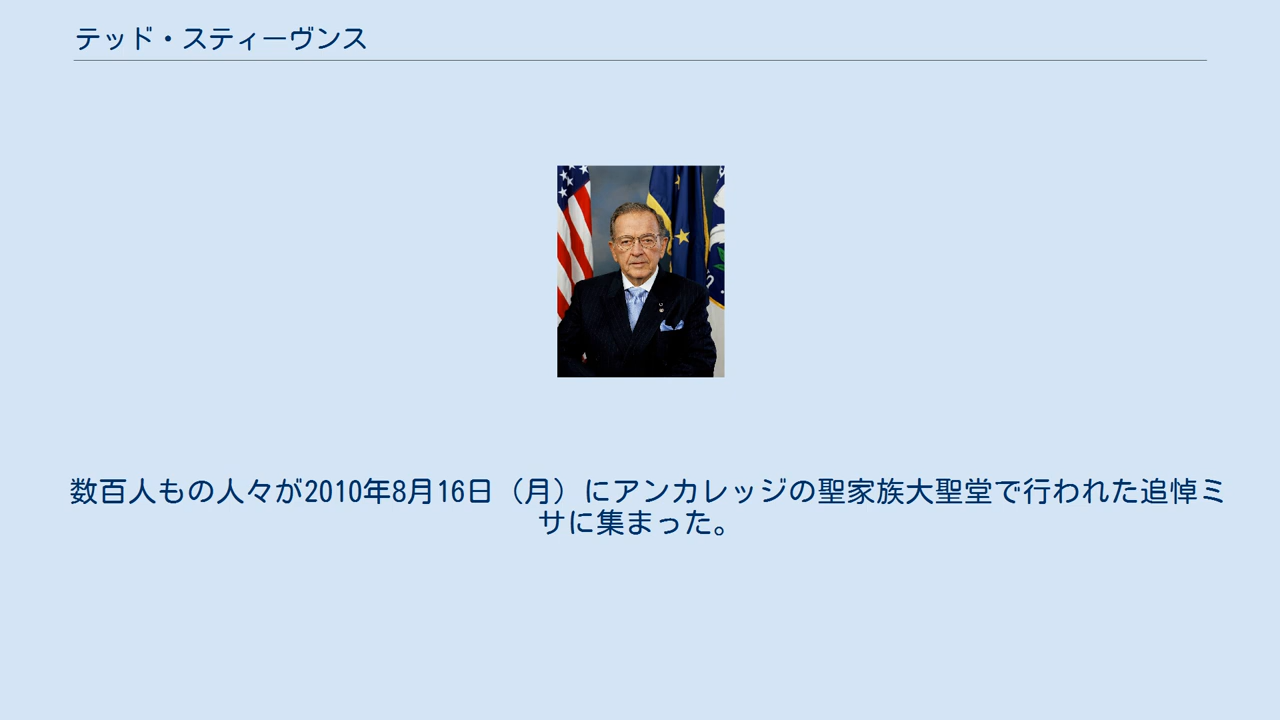 テッド・スティーヴンス
数百人もの人々が2010年8月16日（月）にアンカレッジの聖家族大聖堂で行われた追悼ミ
サに集まった。